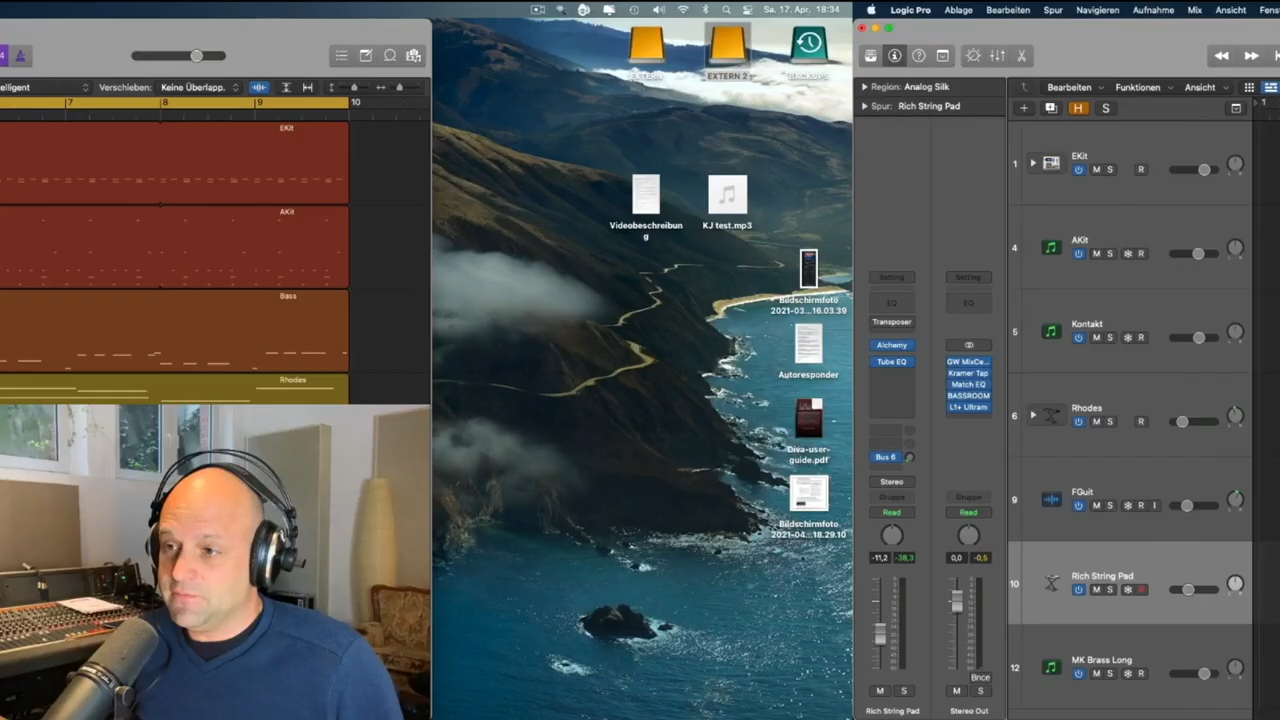 Sa. 17. Apr. 18:34
Logic Pro Ablage Bearbeiten Spur Navigieren Aufnahme Mix Ansicht Fens
lligent Verschieben: Keine Überlapp.
7 8 9 10
EKit
AKit
Bass
Rhodes
EXTERN
EXTERN 2
BACKUPS
Videobeschreibun
g
KJ test.mp3
Bildschirmfoto
2021-03...16.03.39
Autoresponder
Diva-user-
guide.pdf
Bildschirmfoto
2021-04...18.29.10
Region: Analog Silk
Spur: Rich String Pad
Setting Setting
EQ EQ
Transposer
Alchemy
Tube EQ
GW MixCe...
Kramer Tap
Match EQ
BASSROOM
L1+ Ultram
Bus 6
Stereo
Gruppe Gruppe
Read Read
-11,2 -38,3 0,0 -0,5
Bnce
M S M S
Rich String Pad Stereo Out
Bearbeiten Funktionen Ansicht
H S
1
1 EKit
M S R
4 AKit
M S R
5 Kontakt
M S R
6 Rhodes
M S R
9 FGuit
M S R I
10 Rich String Pad
M S R
12 MK Brass Long
M S R